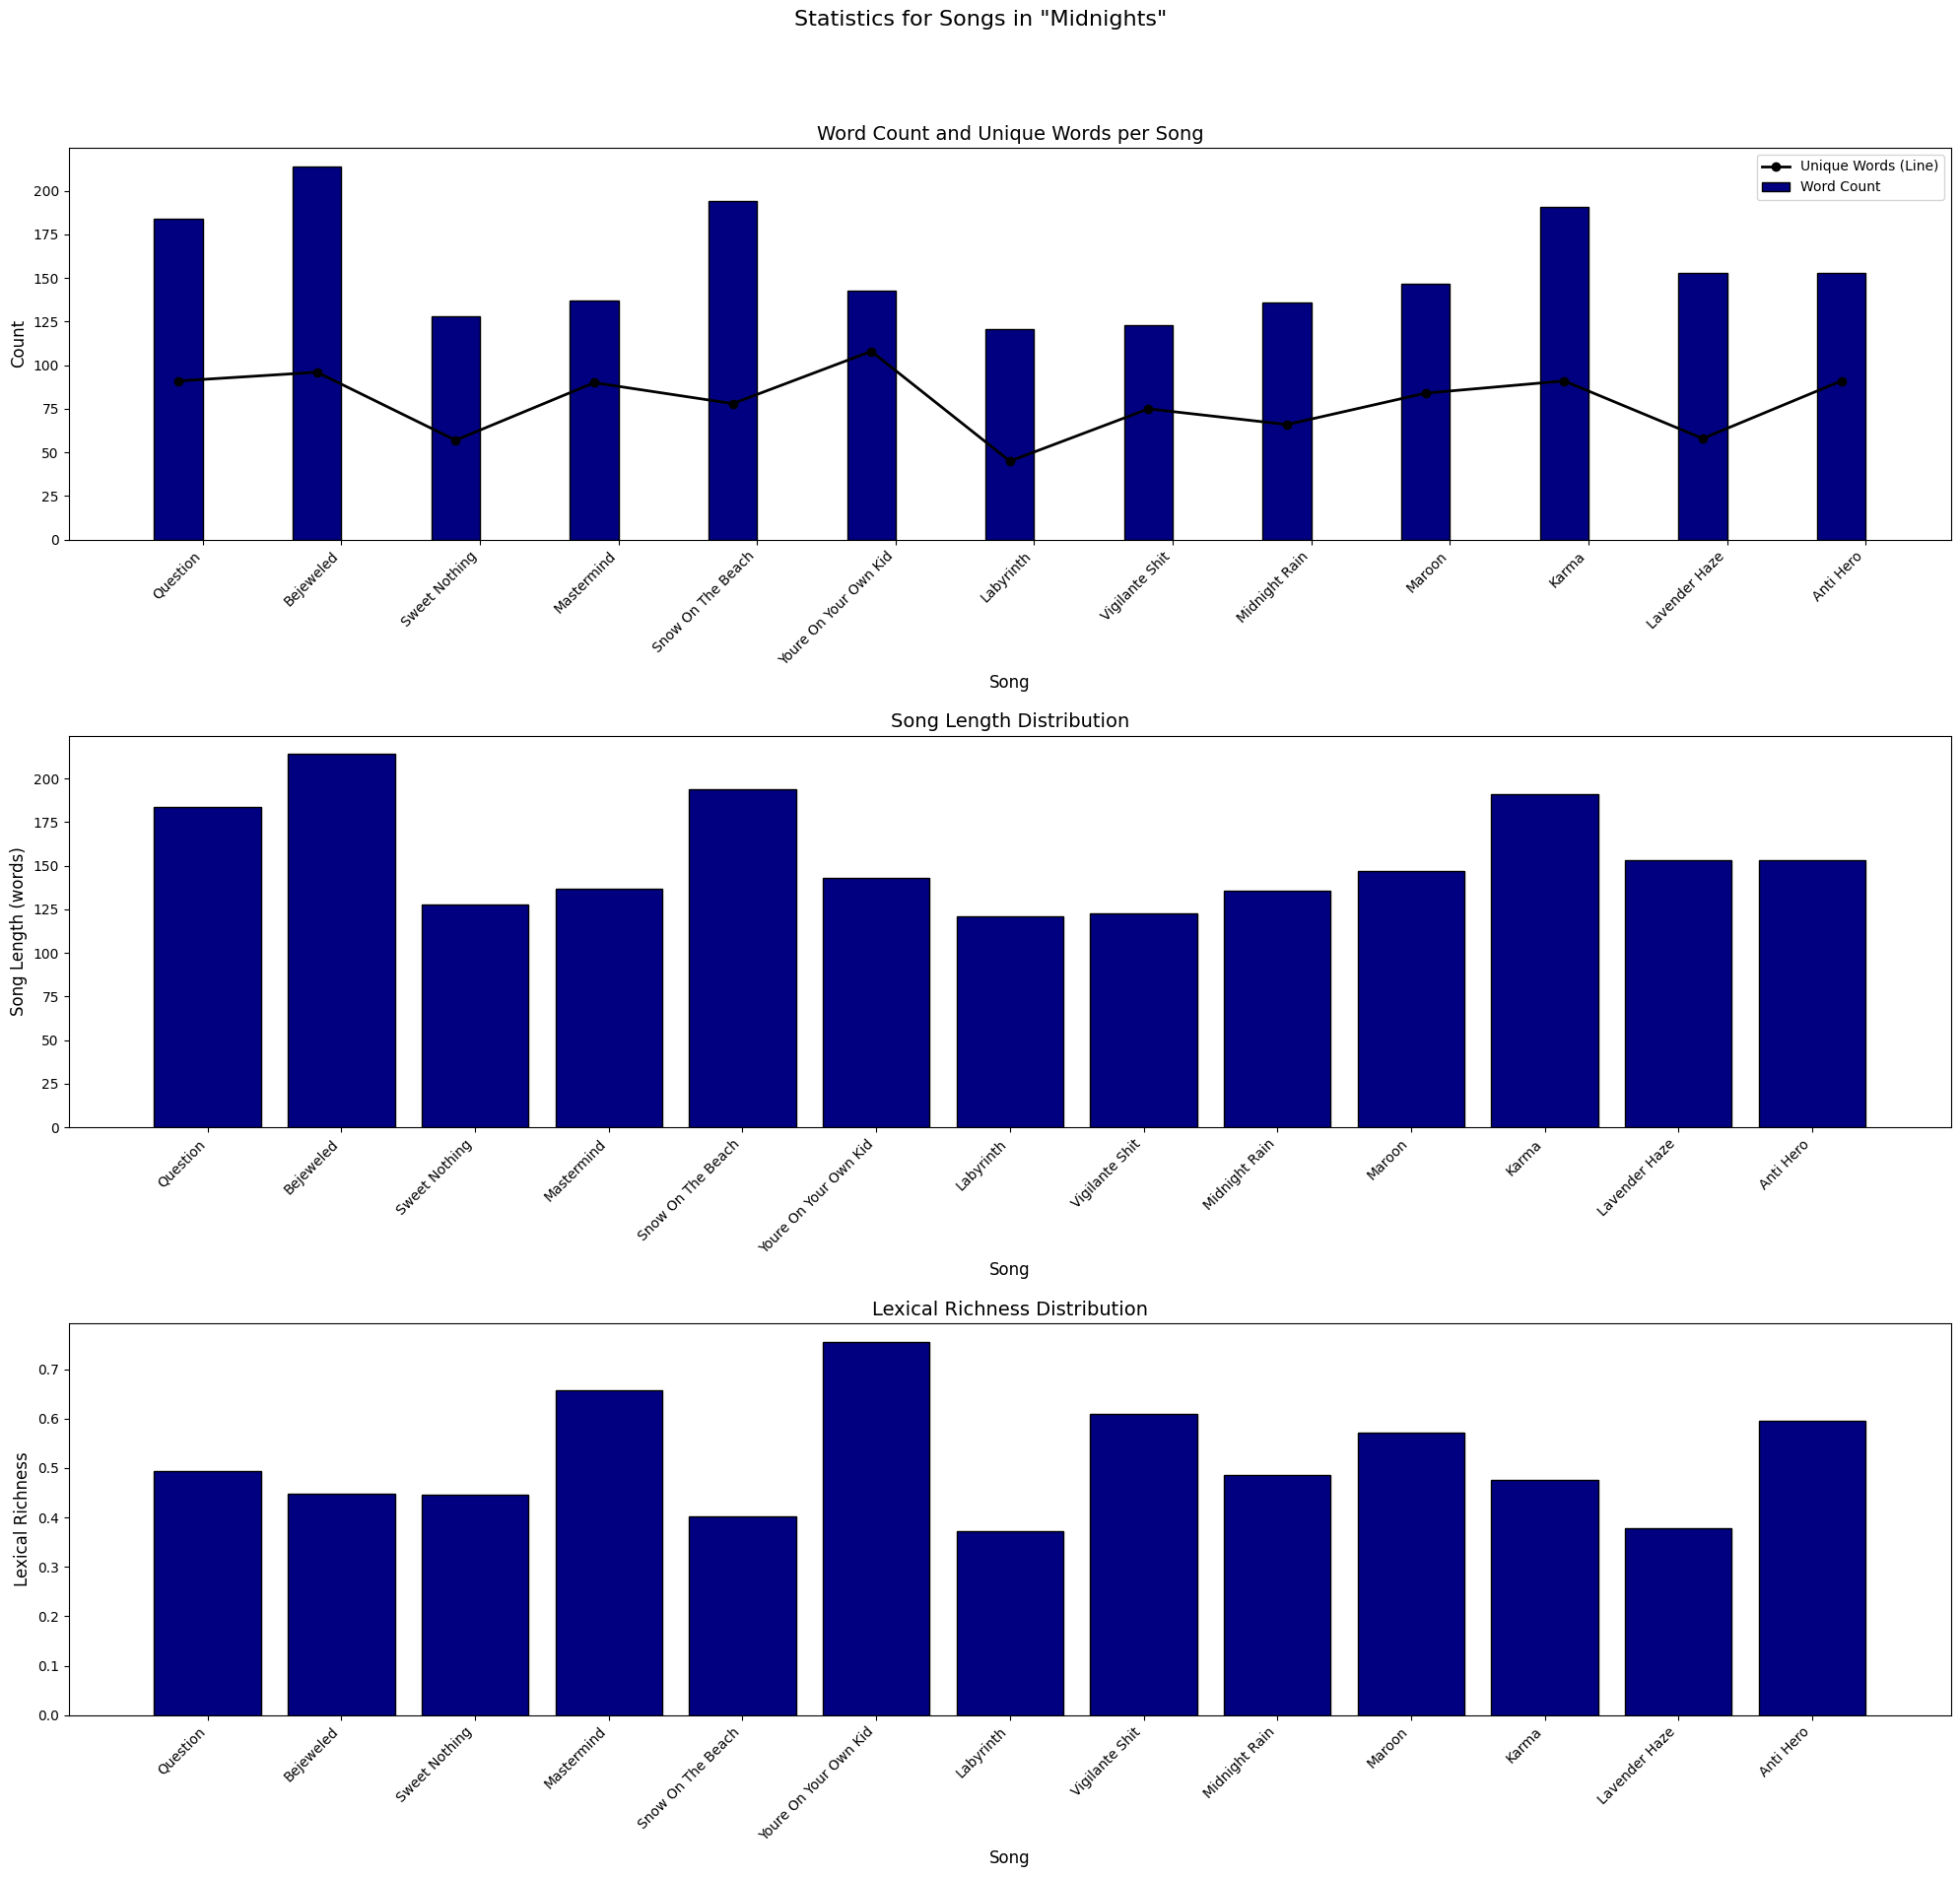 Statistics for Songs in "Midnights"
Word Count and Unique Words per Song
Unique Words (Line)
Word Count
Count
200
175
150
125
100
75
50
25
0
Question
Bejeweled
Sweet Nothing
Mastermind
Snow On The Beach
Youre On Your Own Kid
Labyrinth
Vigilante Shit
Midnight Rain
Maroon
Karma
Lavender Haze
Anti Hero
Song
Song Length Distribution
Song Length (words)
200
175
150
125
100
75
50
25
0
Question
Bejeweled
Sweet Nothing
Mastermind
Snow On The Beach
Youre On Your Own Kid
Labyrinth
Vigilante Shit
Midnight Rain
Maroon
Karma
Lavender Haze
Anti Hero
Song
Lexical Richness Distribution
Lexical Richness
0.7
0.6
0.5
0.4
0.3
0.2
0.1
0.0
Question
Bejeweled
Sweet Nothing
Mastermind
Snow On The Beach
Youre On Your Own Kid
Labyrinth
Vigilante Shit
Midnight Rain
Maroon
Karma
Lavender Haze
Anti Hero
Song